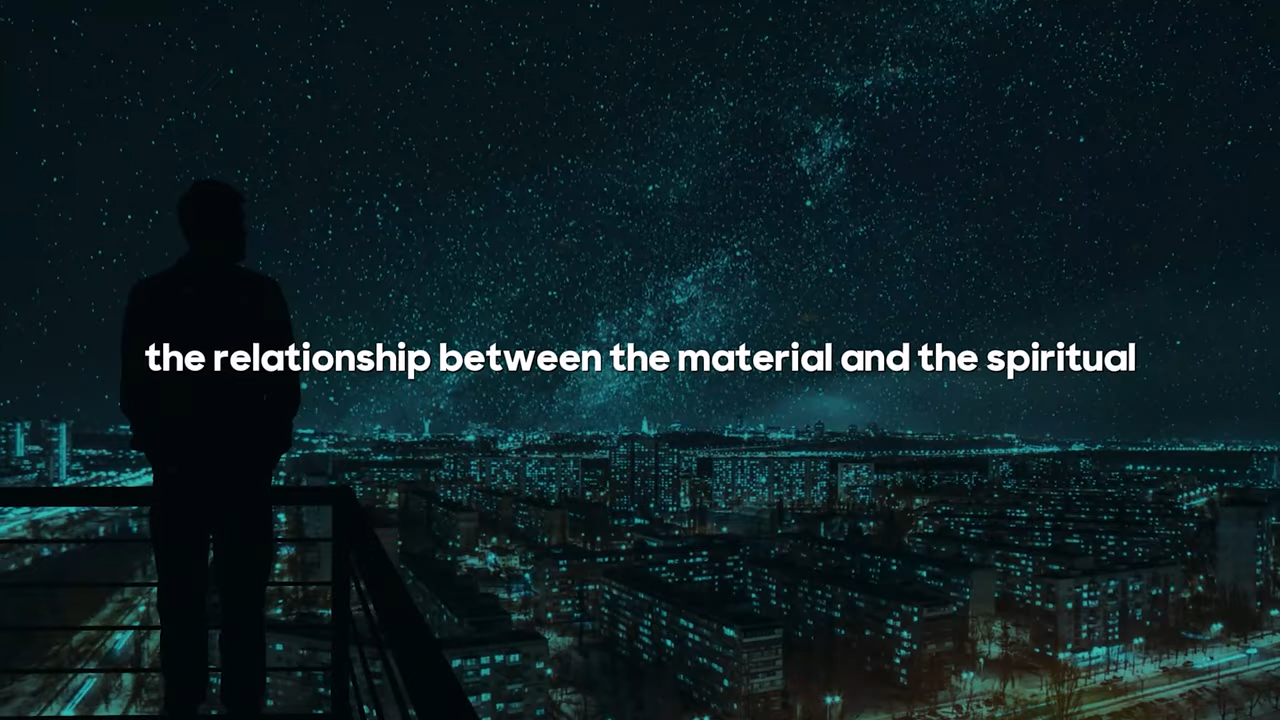 the relationship between the material and the spiritual